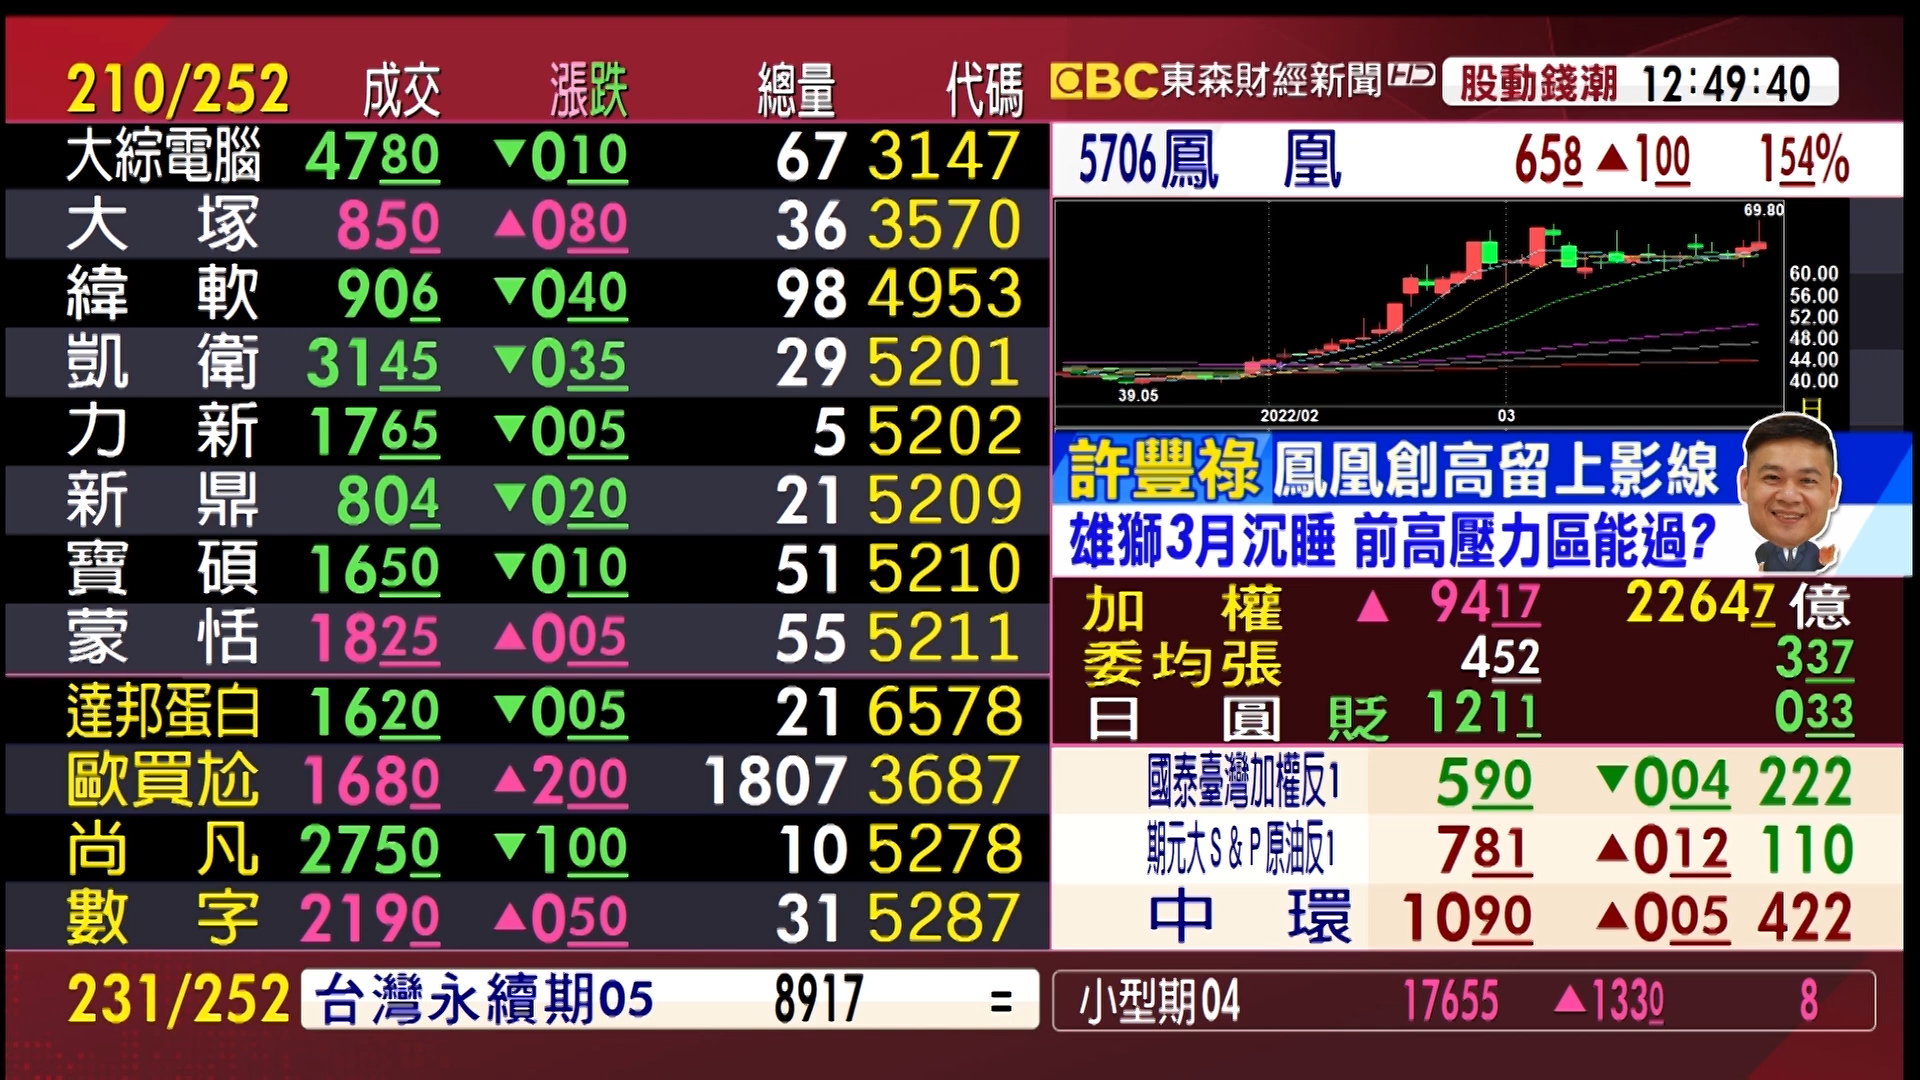 210/252 成交 漲跌 總量 代碼
大綜電腦 4780 ▼010 67 3147
大塚 850 ▲080 36 3570
緯軟 906 ▼040 98 4953
凱衛 3145 ▼035 29 5201
力新 1765 ▼005 5 5202
新鼎 804 ▼020 21 5209
寶碩 1650 ▼010 51 5210
蒙恬 1825 ▲005 55 5211
達邦蛋白 1620 ▼005 21 6578
歐買尬 1680 ▲200 1807 3687
尚凡 2750 ▼100 10 5278
數字 2190 ▲050 31 5287
231/252 台灣永續期05 8917 =
EBC東森財經新聞HD 股動錢潮 12:49:40
5706鳳凰 658 ▲100 154%
69.80
60.00
56.00
52.00
48.00
44.00
40.00
39.05
2022/02 03 日
許豐祿 鳳凰創高留上影線
雄獅3月沉睡 前高壓力區能過?
加權 ▲ 9417 226477億
委均張 452 337
日圓 貶 1211 033
國泰臺灣加權反1 590 ▼004 222
期元大S&P原油反1 781 ▲012 110
中環 1090 ▲005 422
小型期04 17655 ▲1330 8